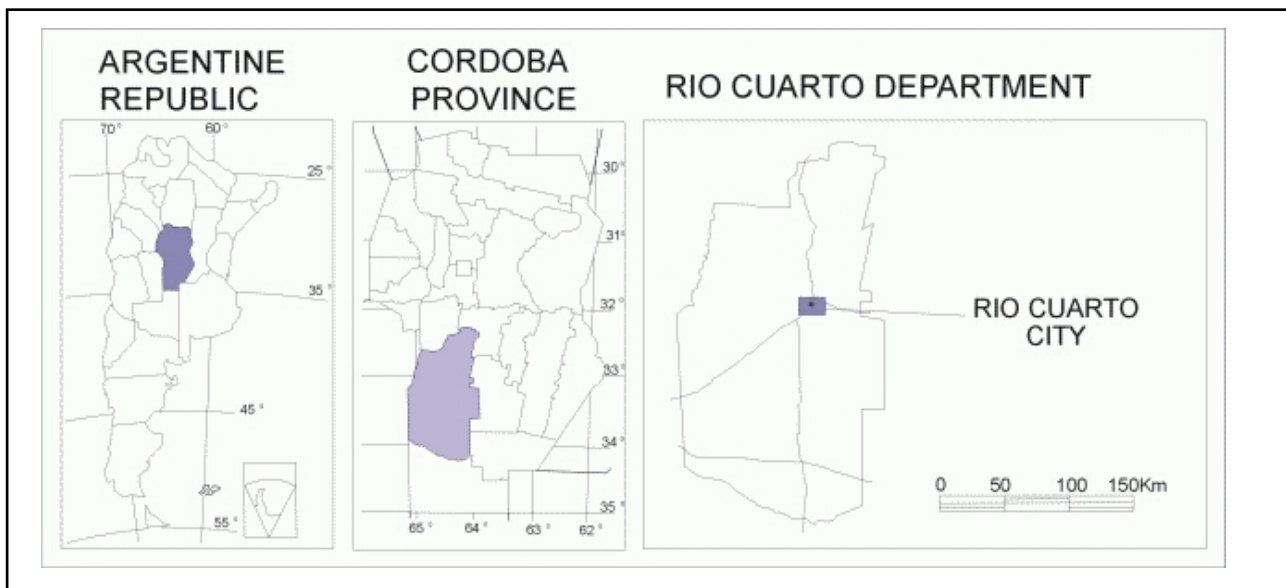 ARGENTINE
REPUBLIC
70° 60°
25°
35°
45°
55°
CORDOBA
PROVINCE
30°
31°
32°
33°
34°
35°
65° 64° 63° 62°
RIO CUARTO DEPARTMENT
RIO CUARTO
CITY
0 50 100 150Km